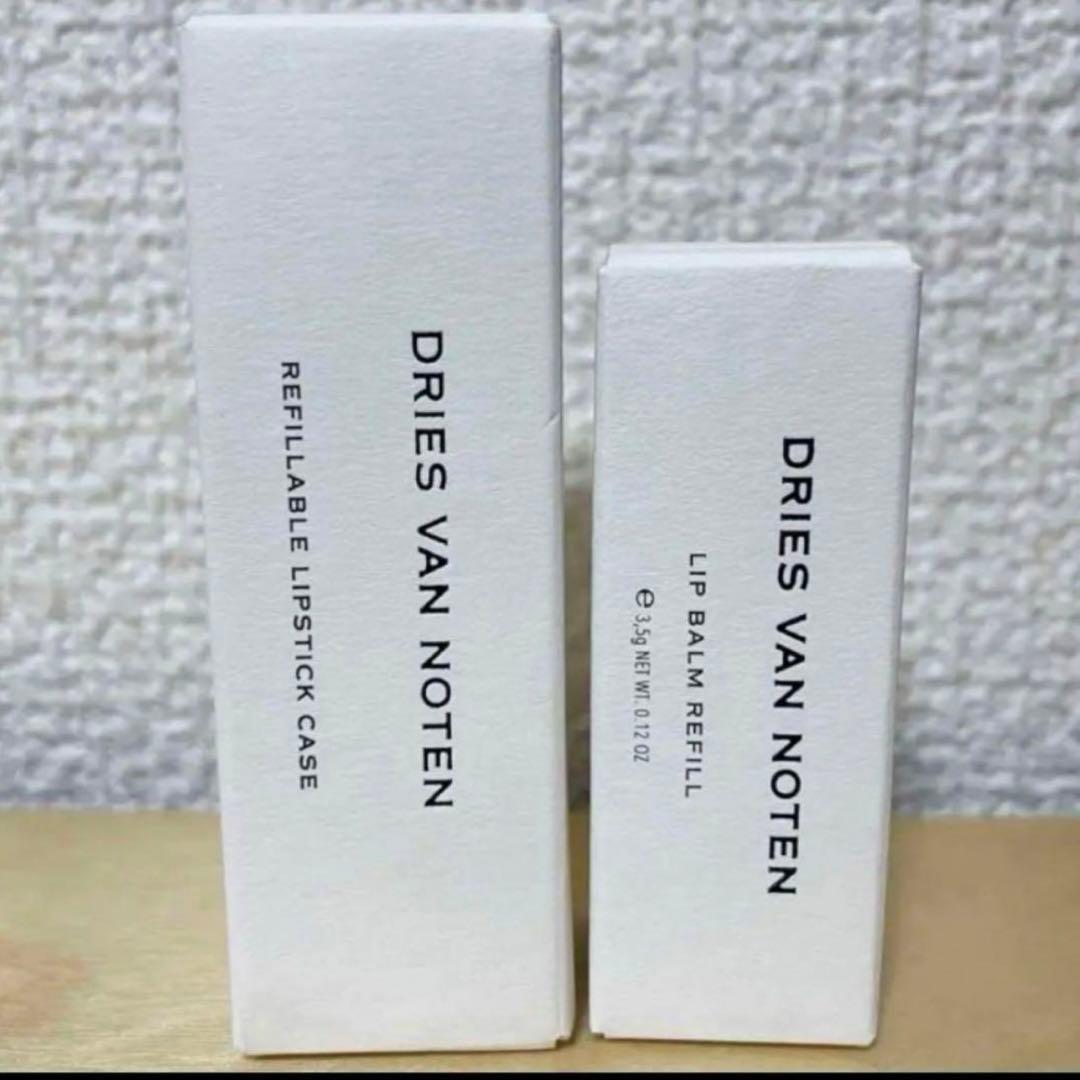 DRIES VAN NOTEN
REFILLABLE LIPSTICK CASE
DRIES VAN NOTEN
LIP BALM REFILL
℮ 3,5g NET WT. 0.12 OZ